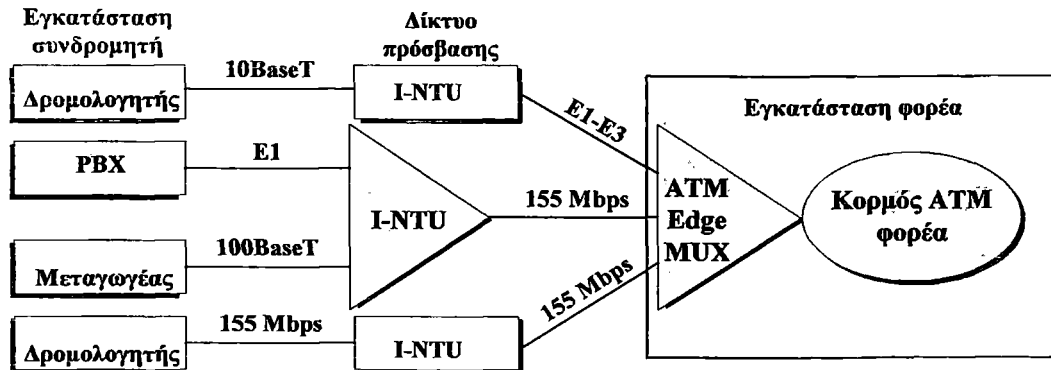 Εγκατάσταση
συνδρομητή
Δίκτυο
πρόσβασης
Δρομολογητής
10BaseT
I-NTU
E1-E3
Εγκατάσταση φορέα
PBX
E1
I-NTU
155 Mbps
ATM
Edge
MUX
Κορμός ATM
φορέα
Μεταγωγέας
100BaseT
155 Mbps
Δρομολογητής
155 Mbps
I-NTU